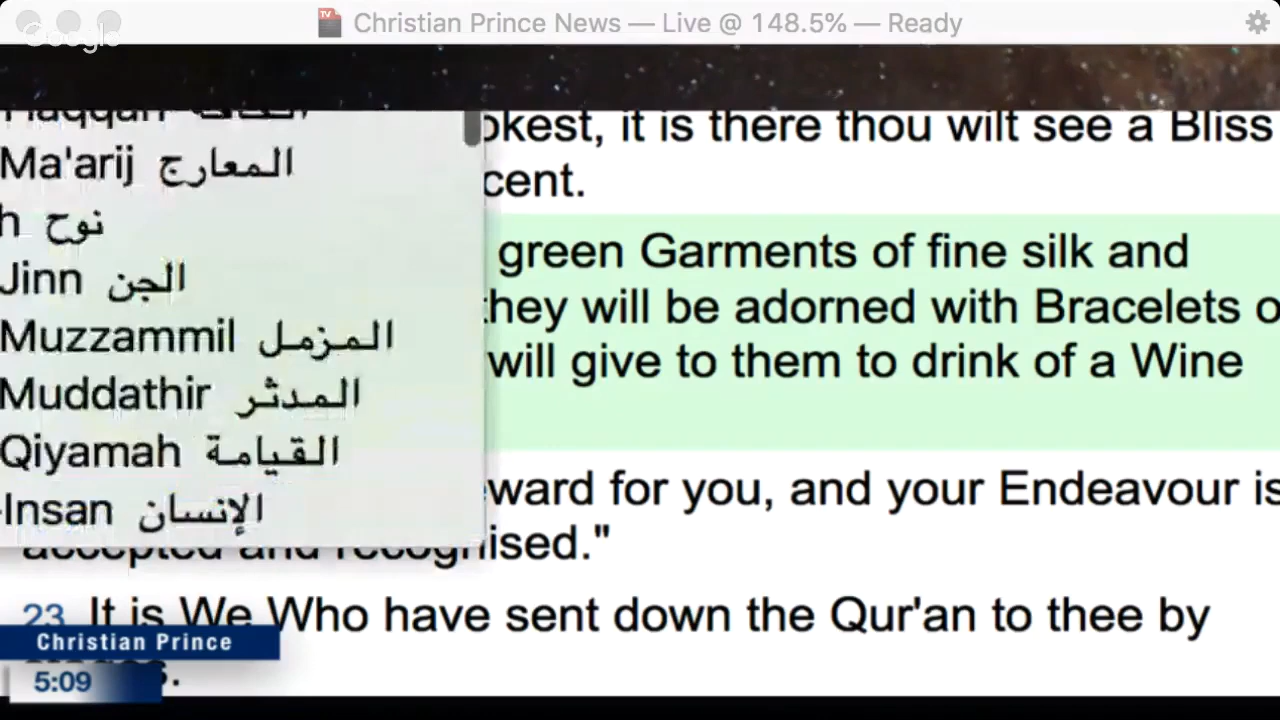 Christian Prince News — Live @ 148.5% — Ready
Google
TV
Haqqah الحاقة
Ma'arij المعارج
h نوح
Jinn الجن
Muzzammil المزمل
Muddathir المدثر
Qiyamah القيامة
-Insan الإنسان
okest, it is there thou wilt see a Bliss
cent.
green Garments of fine silk and
they will be adorned with Bracelets o
will give to them to drink of a Wine
eward for you, and your Endeavour is
accepted and recognised."
23 It is We Who have sent down the Qur'an to thee by
Christian Prince
5:09